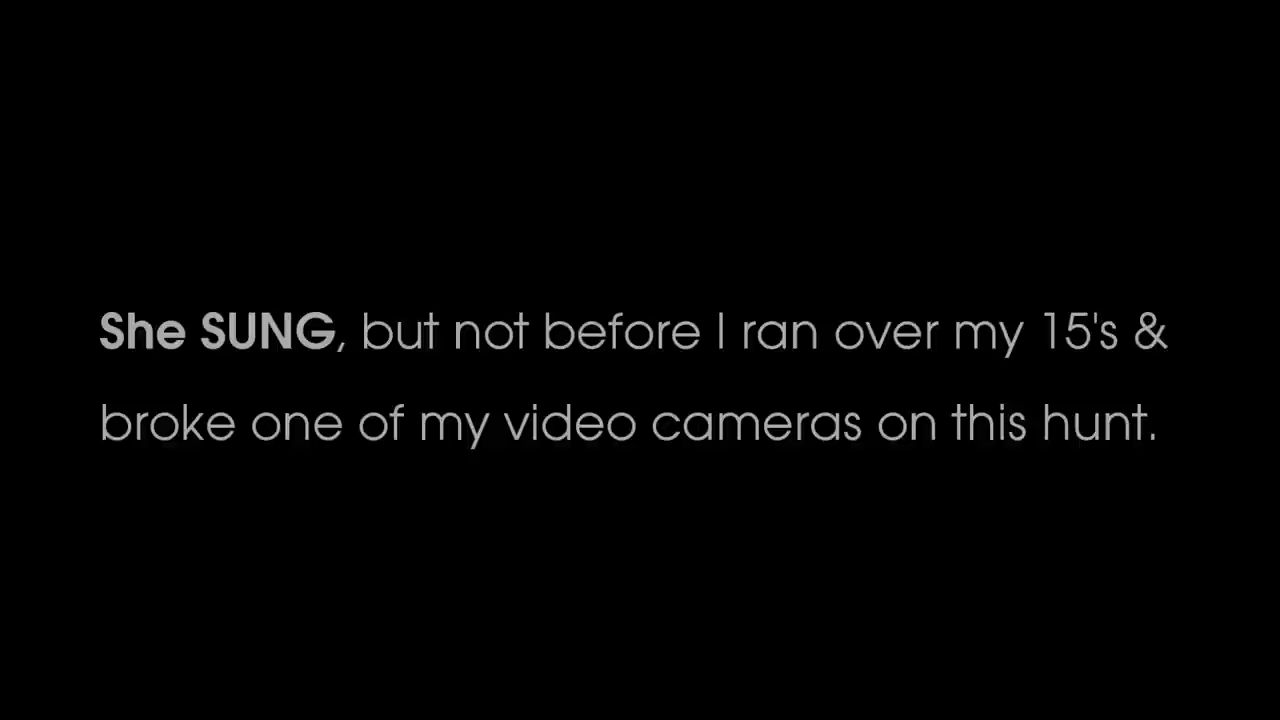 She SUNG, but not before I ran over my 15's &
broke one of my video cameras on this hunt.